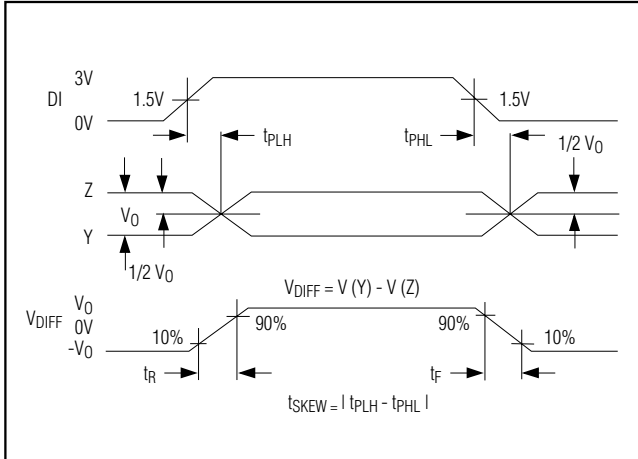 3V
DI
1.5V
1.5V
0V
tPLH
tPHL
1/2 VO
Z
VO
Y
1/2 VO
VDIFF = V (Y) - V (Z)
VO
VDIFF
0V
-VO
10%
90%
90%
10%
tR
tF
tSKEW = | tPLH - tPHL |